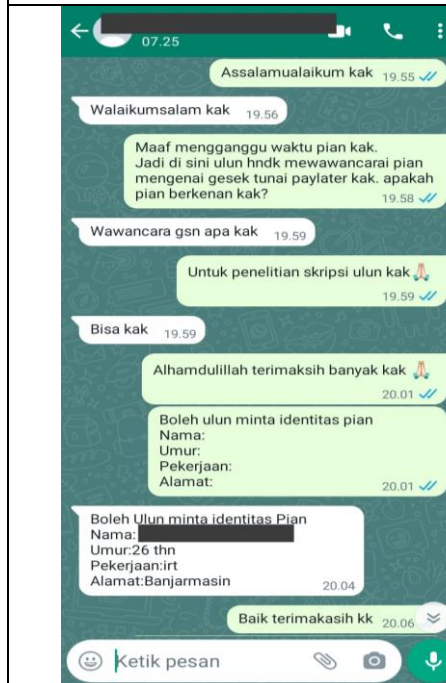 07.25
Assalamualaikum kak 19.55
Walaikumsalam kak 19.56
Maaf mengganggu waktu pian kak.
Jadi di sini ulun hndk mewawancarai pian
mengenai gesek tunai paylater kak. apakah
pian berkenan kak?
19.58
Wawancara gsn apa kak 19.59
Untuk penelitian skripsi ulun kak 🙏
19.59
Bisa kak 19.59
Alhamdulillah terimaksih banyak kak 🙏
20.01
Boleh ulun minta identitas pian
Nama:
Umur:
Pekerjaan:
Alamat:
20.01
Boleh Ulun minta identitas Pian
Nama:
Umur:26 thn
Pekerjaan:irt
Alamat:Banjarmasin
20.04
Baik terimakasih kk 20.06
Ketik pesan